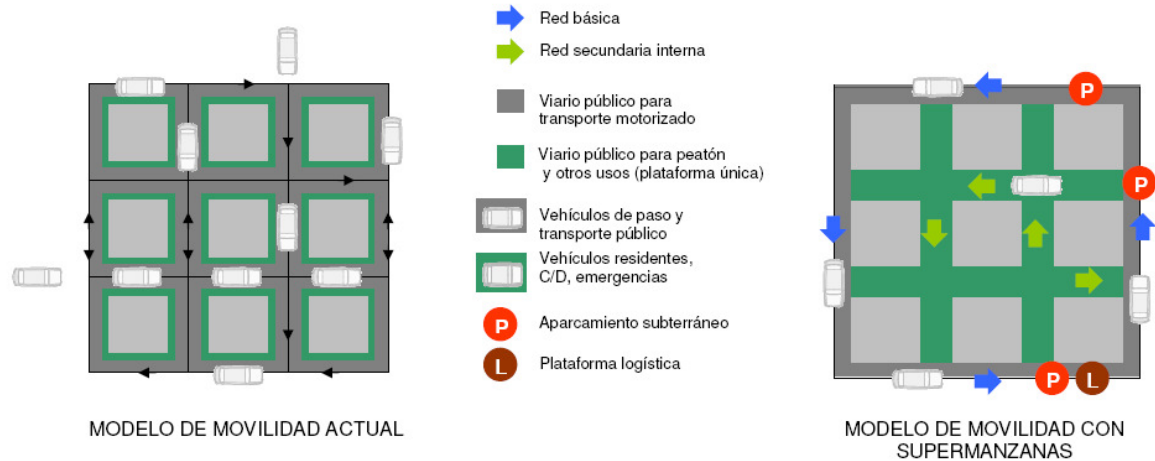 Red básica
Red secundaria interna
Viario público para
transporte motorizado
Viario público para peatón
y otros usos (plataforma única)
Vehículos de paso y
transporte público
Vehículos residentes,
C/D, emergencias
P
Aparcamiento subterráneo
L
Plataforma logística
MODELO DE MOVILIDAD ACTUAL
P
P
P
L
MODELO DE MOVILIDAD CON
SUPERMANZANAS